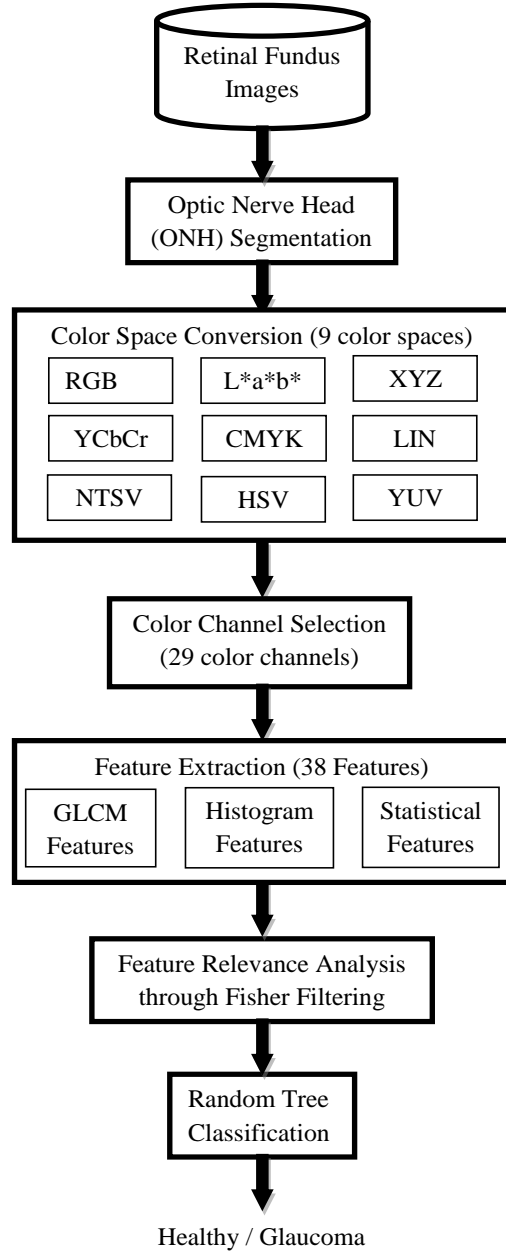 Retinal Fundus
Images
Optic Nerve Head
(ONH) Segmentation
Color Space Conversion (9 color spaces)
RGB
L*a*b*
XYZ
YCbCr
CMYK
LIN
NTSV
HSV
YUV
Color Channel Selection
(29 color channels)
Feature Extraction (38 Features)
GLCM
Features
Histogram
Features
Statistical
Features
Feature Relevance Analysis
through Fisher Filtering
Random Tree
Classification
Healthy / Glaucoma